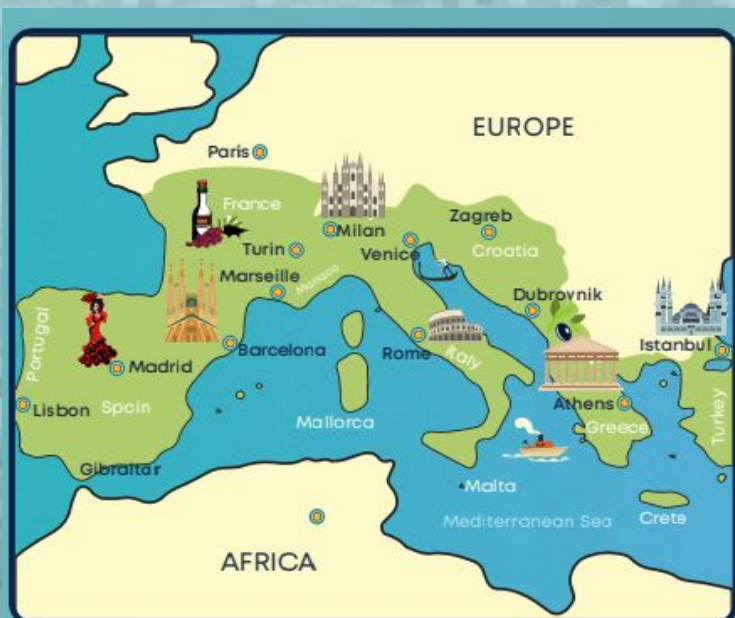 EUROPE
Paris
France
Zagreb
Milan
Turin
Venice
Croatia
Marseille
Monaco
Dubrovnik
Portugal
Istanbul
Barcelona
Rome
Italy
Madrid
Lisbon
Spain
Athens
Greece
Turkey
Mallorca
Gibraltar
Malta
Mediterranean Sea
Crete
AFRICA